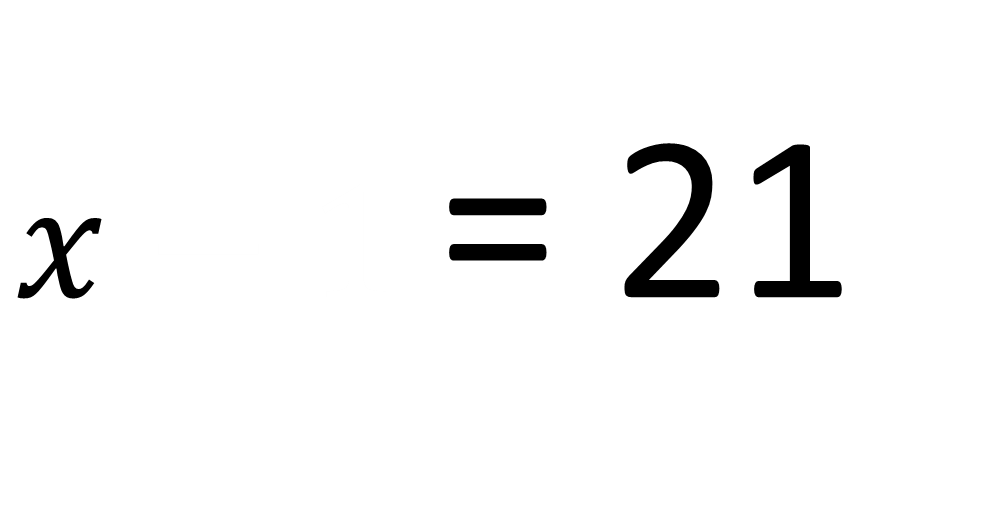 x = 21